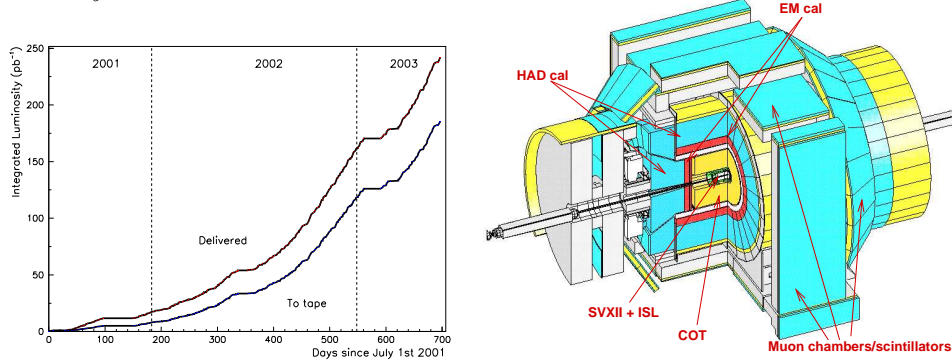 Integrated Luminosity (pb⁻¹)
250
200
150
100
50
0
2001
2002
2003
Delivered
To tape
0
100
200
300
400
500
600
700
Days since July 1st 2001
EM cal
HAD cal
SVXII + ISL
COT
Muon chambers/scintillators